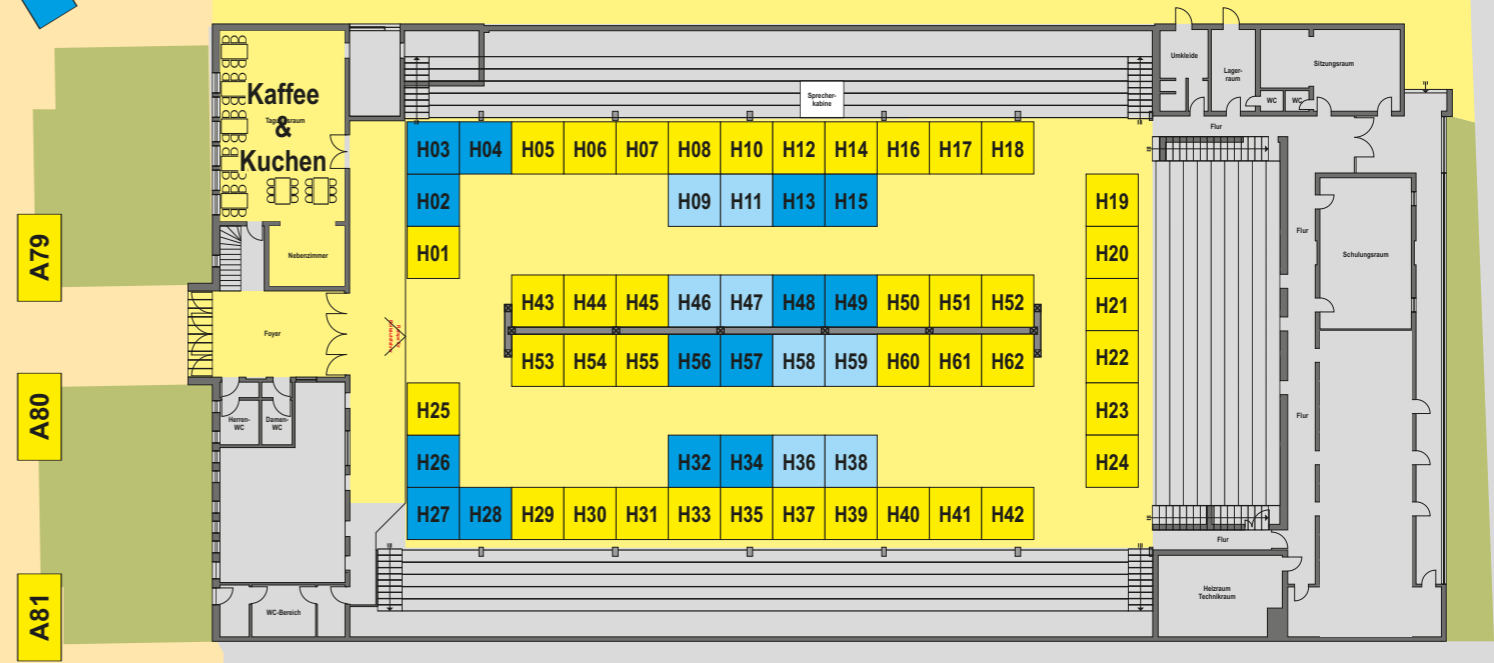 Kaffee
Tagungsraum
&
Kuchen
Nebenzimmer
Foyer
Herren-
WC
Damen-
WC
WC-Bereich
A79
A80
A81
Sprecher-
kabine
Umkleide
Lager-
raum
Sitzungsraum
WC
WC
Flur
Flur
Schulungsraum
Flur
Flur
Heizraum
Technikraum
H03 H04 H05 H06 H07 H08 H10 H12 H14 H16 H17 H18
H02 H09 H11 H13 H15 H19
H01 H20
H43 H44 H45 H46 H47 H48 H49 H50 H51 H52 H21
H53 H54 H55 H56 H57 H58 H59 H60 H61 H62 H22
H25 H23
H26 H32 H34 H36 H38 H24
H27 H28 H29 H30 H31 H33 H35 H37 H39 H40 H41 H42